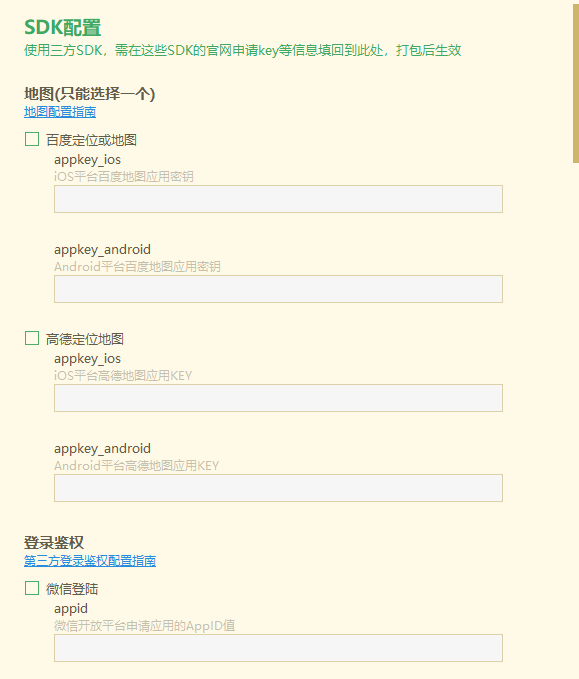 SDK配置
使用三方SDK，需在这些SDK的官网申请key等信息填回到此处，打包后生效
地图(只能选择一个)
地图配置指南
百度定位或地图
appkey_ios
iOS平台百度地图应用密钥
appkey_android
Android平台百度地图应用密钥
高德定位地图
appkey_ios
iOS平台高德地图应用KEY
appkey_android
Android平台高德地图应用KEY
登录鉴权
第三方登录鉴权配置指南
微信登陆
appid
微信开放平台申请应用的AppID值